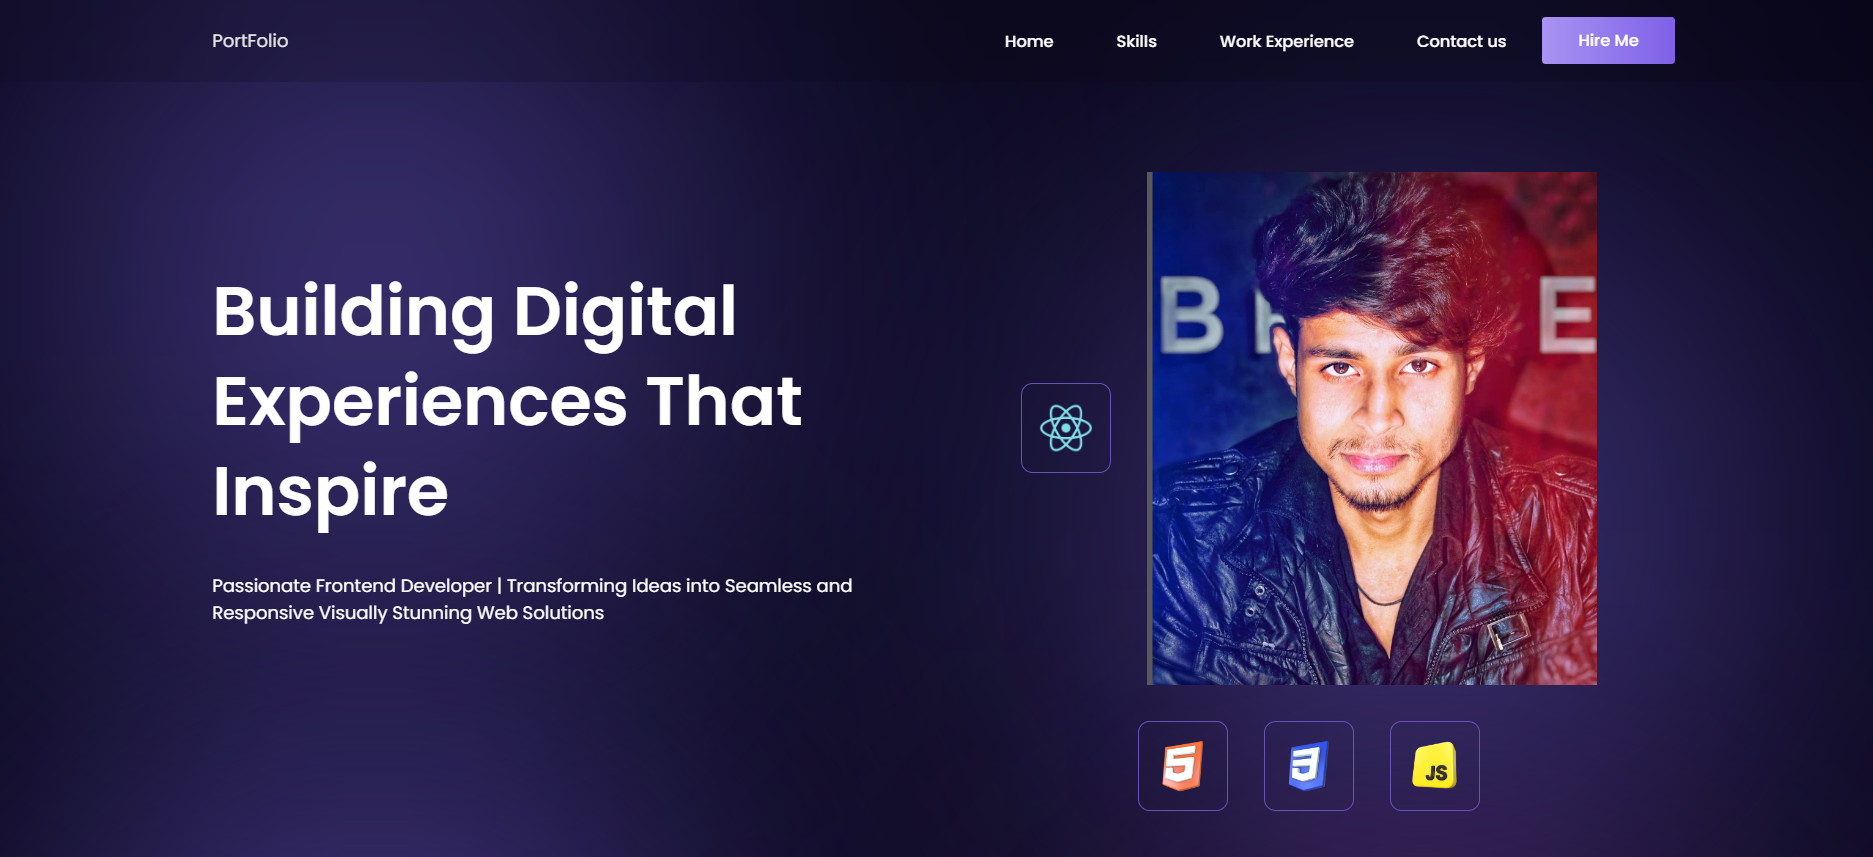 PortFolio
Home Skills Work Experience Contact us Hire Me
Building Digital
Experiences That
Inspire
Passionate Frontend Developer | Transforming Ideas into Seamless and
Responsive Visually Stunning Web Solutions
B E
5 3 JS